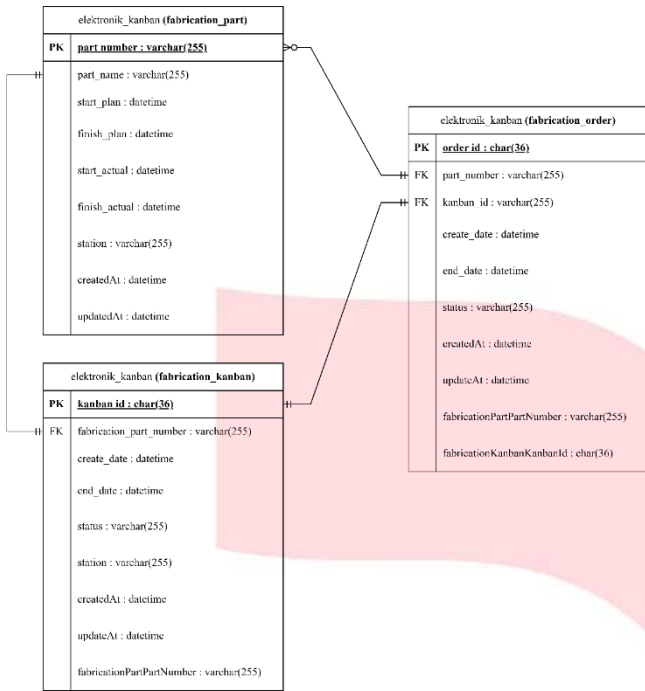 elektronik_kanban (fabrication_part)
PK part number : varchar(255)
part_name : varchar(255)
start_plan : datetime
finish_plan : datetime
start_actual : datetime
finish_actual : datetime
station : varchar(255)
createdAt : datetime
updatedAt : datetime
elektronik_kanban (fabrication_order)
PK order id : char(36)
FK part_number : varchar(255)
FK kanban_id : varchar(255)
create_date : datetime
end_date : datetime
status : varchar(255)
createdAt : datetime
updateAt : datetime
fabricationPartPartNumber : varchar(255)
fabricationKanbanKanbanId : char(36)
elektronik_kanban (fabrication_kanban)
PK kanban id : char(36)
FK fabrication_part_number : varchar(255)
create_date : datetime
end_date : datetime
status : varchar(255)
station : varchar(255)
createdAt : datetime
updateAt : datetime
fabricationPartPartNumber : varchar(255)